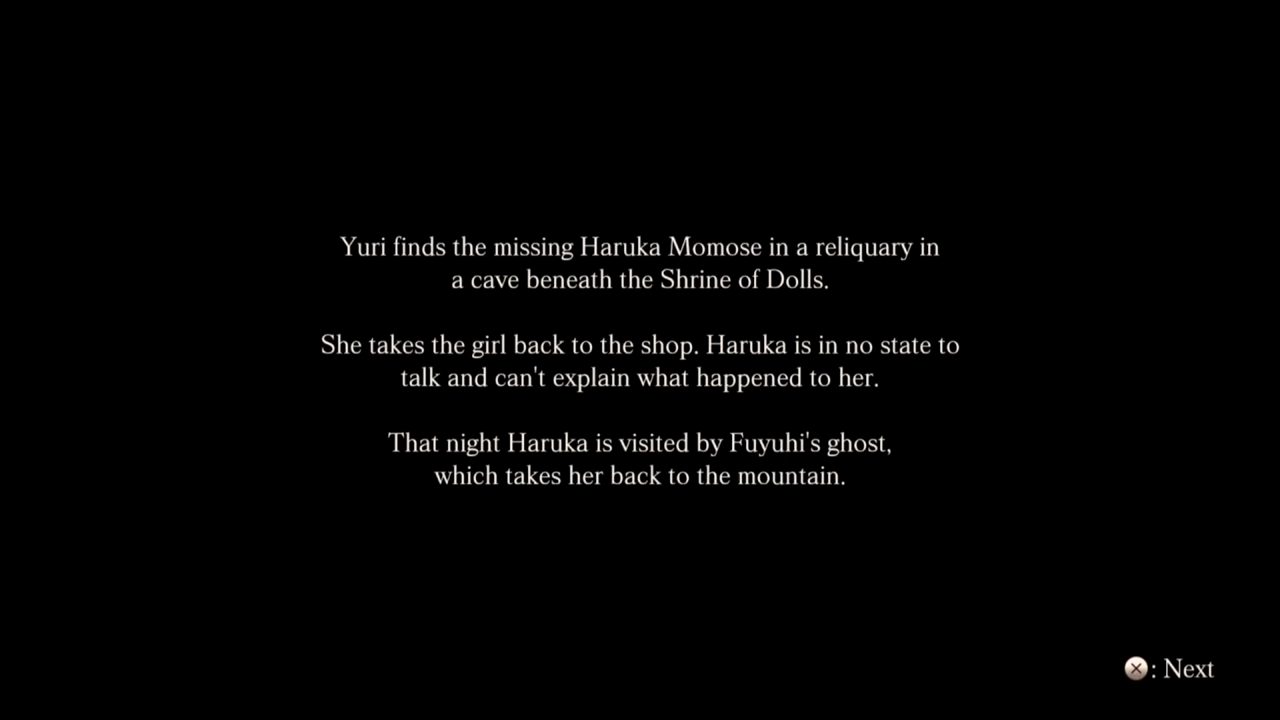 Yuri finds the missing Haruka Momose in a reliquary in
a cave beneath the Shrine of Dolls.
She takes the girl back to the shop. Haruka is in no state to
talk and can't explain what happened to her.
That night Haruka is visited by Fuyuhi's ghost,
which takes her back to the mountain.
ⓧ: Next